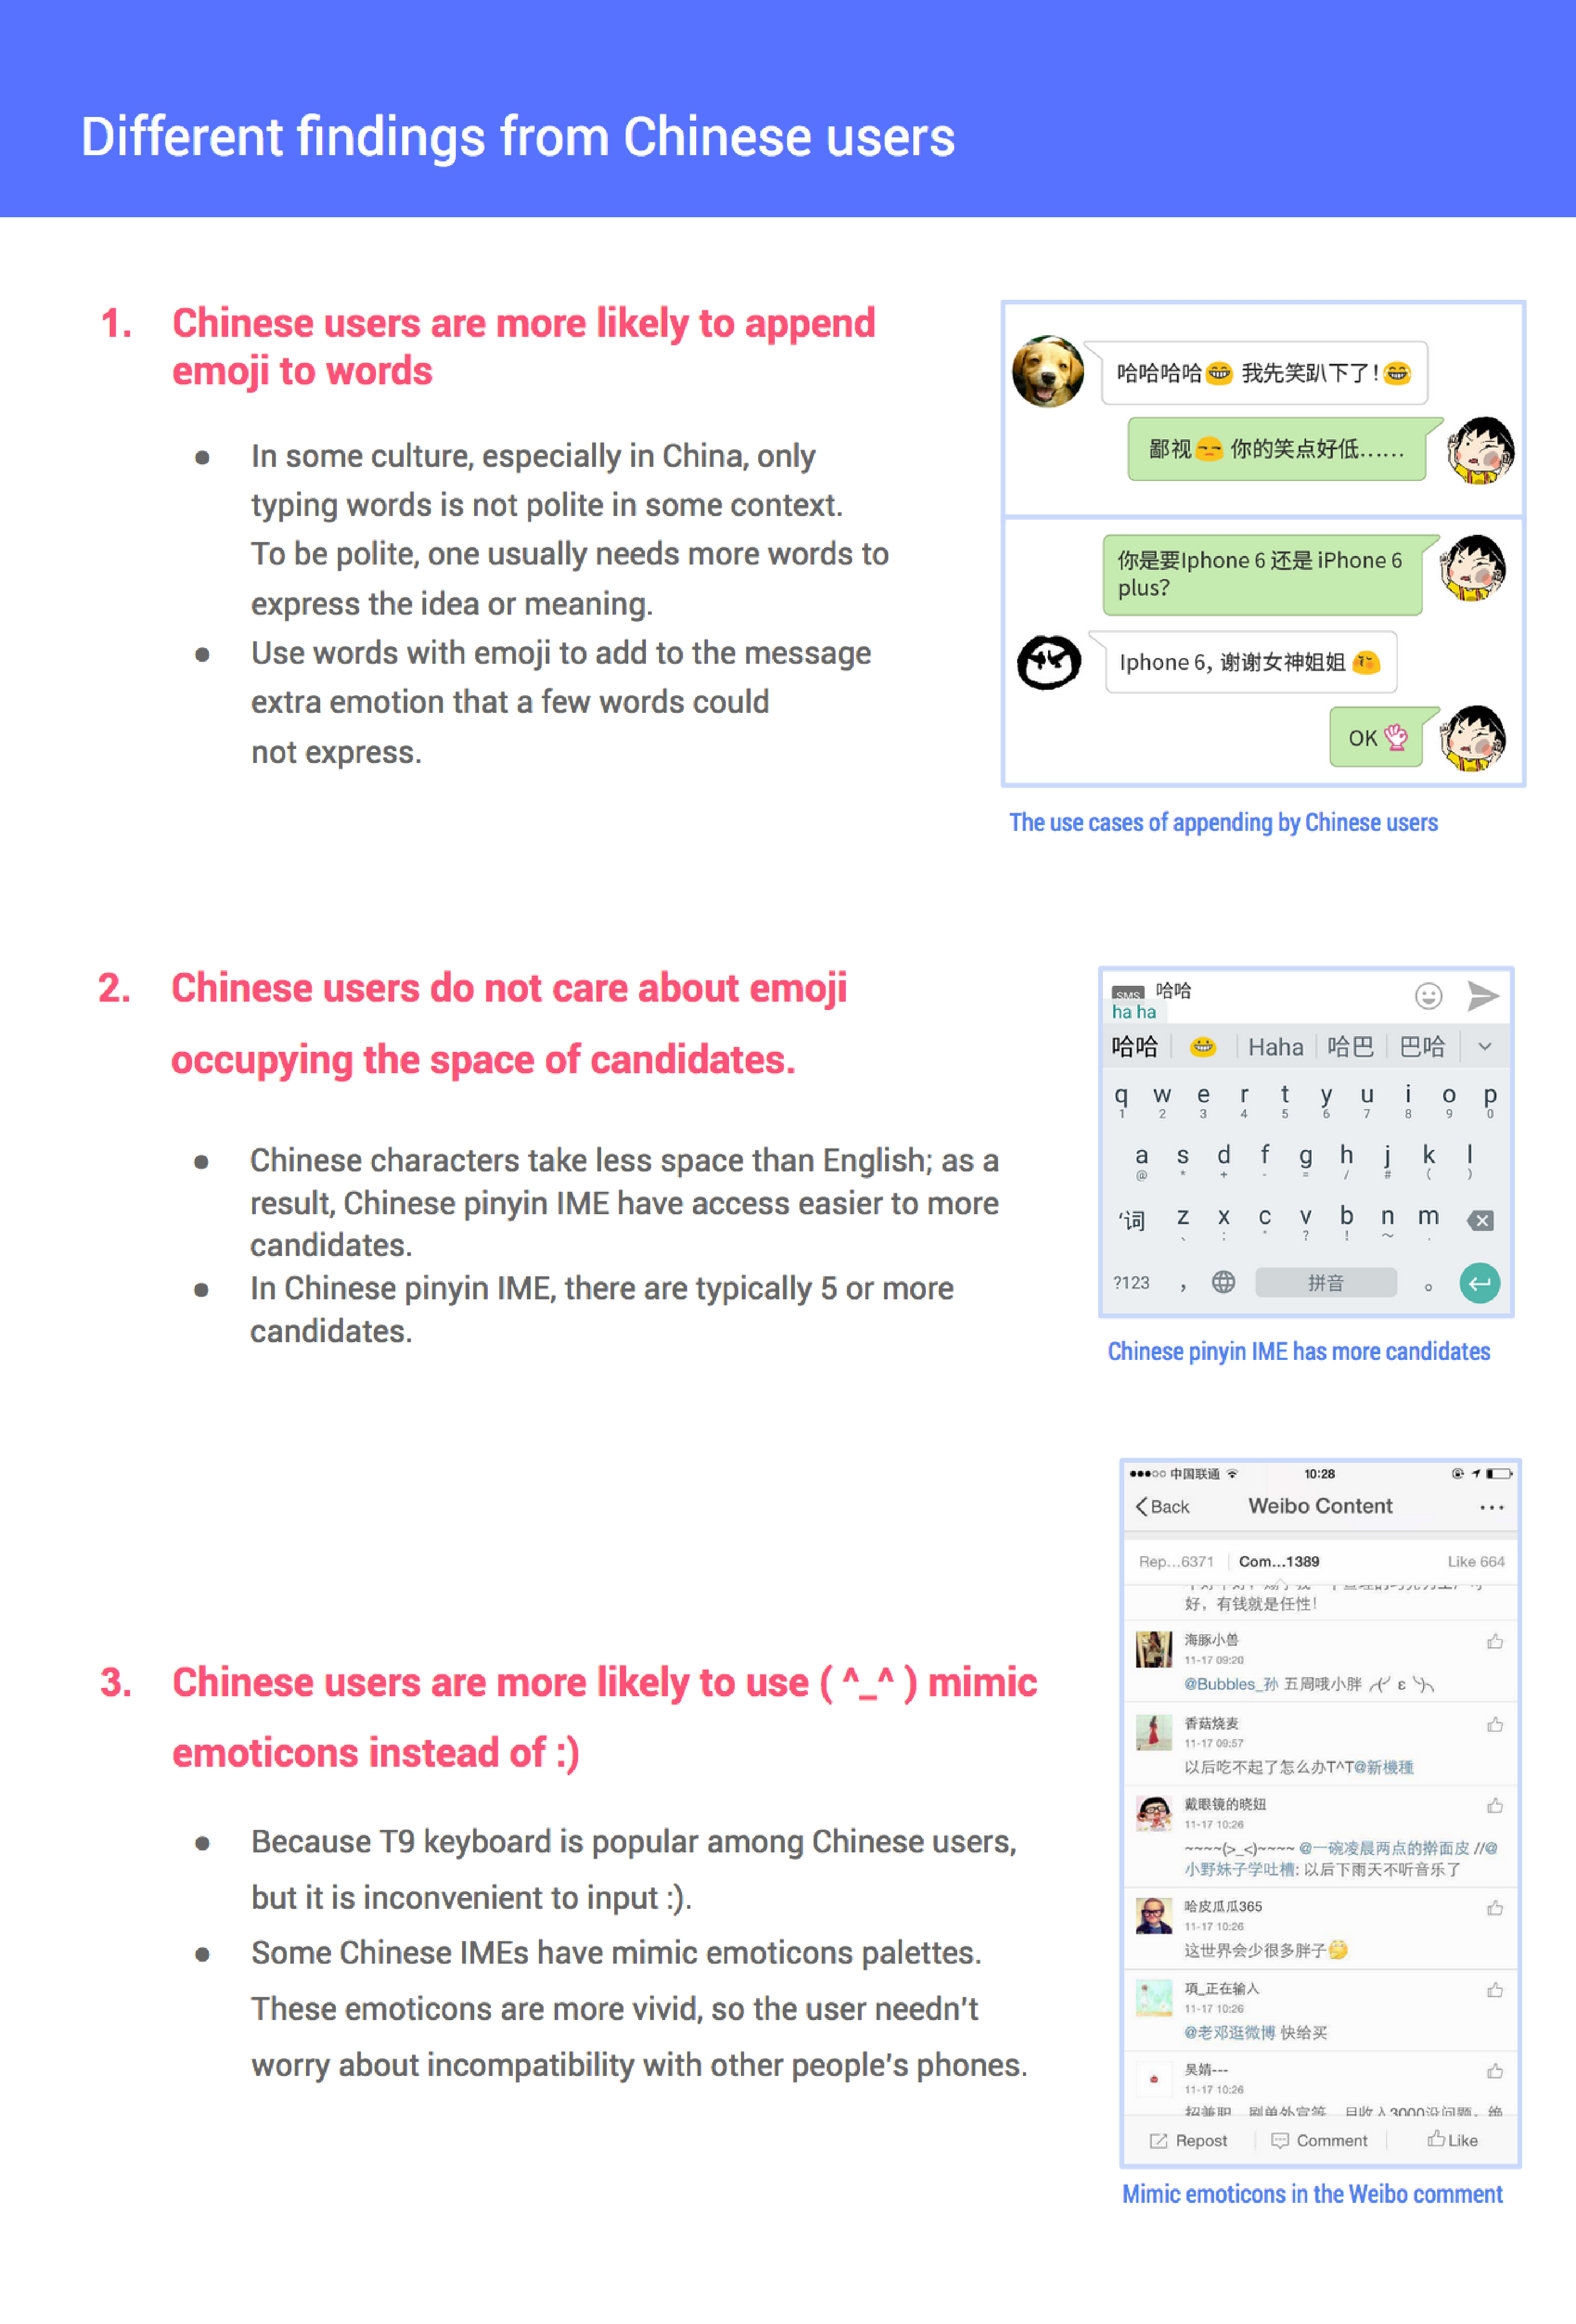 Different findings from Chinese users
1. Chinese users are more likely to append
emoji to words
● In some culture, especially in China, only
typing words is not polite in some context.
To be polite, one usually needs more words to
express the idea or meaning.
● Use words with emoji to add to the message
extra emotion that a few words could
not express.
哈哈哈哈😁 我先笑趴下了!😁
鄙视😒 你的笑点好低……
你是要Iphone 6 还是 iPhone 6
plus?
Iphone 6, 谢谢女神姐姐
OK👌
The use cases of appending by Chinese users
2. Chinese users do not care about emoji
occupying the space of candidates.
● Chinese characters take less space than English; as a
result, Chinese pinyin IME have access easier to more
candidates.
● In Chinese pinyin IME, there are typically 5 or more
candidates.
SMS 哈哈
ha ha
哈哈 😀 Haha 哈巴 巴哈
q w e r t y u i o p
1 2 3 4 5 6 7 8 9 0
a s d f g h j k l
@ * + - = / # ( )
'词 z x c v b n m
、 : " ? ! ~ .
?123 , 拼音 。
Chinese pinyin IME has more candidates
3. Chinese users are more likely to use ( ^_^ ) mimic
emoticons instead of :)
● Because T9 keyboard is popular among Chinese users,
but it is inconvenient to input :).
● Some Chinese IMEs have mimic emoticons palettes.
These emoticons are more vivid, so the user needn't
worry about incompatibility with other people's phones.
●●●○○ 中国联通 10:28
Back Weibo Content ...
Rep...6371 Com...1389 Like 664
好，有钱就是任性!
海豚小兽
11-17 09:20
@Bubbles_孙 五周哦小胖 ╭(╯ε╰)╮
香菇烧麦
11-17 09:57
以后吃不起了怎么办T^T@新機種
戴眼镜的晓妞
11-17 10:26
~~~~(>_<)~~~~ @一碗凌晨两点的擀面皮 //@
小野妹子学吐槽: 以后下雨天不听音乐了
哈皮瓜瓜365
11-17 10:26
这世界会少很多胖子
項_正在输入
11-17 10:26
@老邓逛微博 快给买
吴婧---
11-17 10:26
招兼职
Repost Comment Like
Mimic emoticons in the Weibo comment